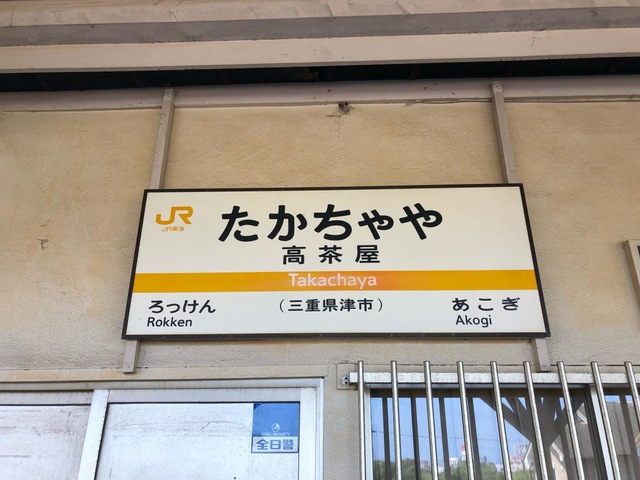 JR
JR東海
たかちゃや
高茶屋
Takachaya
ろっけん
Rokken
（三重県津市）
あこぎ
Akogi
全日警